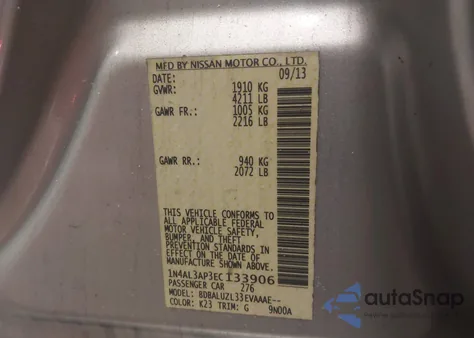 MFD BY NISSAN MOTOR CO., LTD.
DATE: 09/13
GVWR: 1910 KG
4211 LB
GAWR FR.: 1005 KG
2216 LB
GAWR RR.: 940 KG
2072 LB
THIS VEHICLE CONFORMS TO
ALL APPLICABLE FEDERAL
MOTOR VEHICLE SAFETY,
BUMPER, AND THEFT
PREVENTION STANDARDS IN
EFFECT ON THE DATE OF
MANUFACTURE SHOWN ABOVE.
1N4AL3AP3EC133906
PASSENGER CAR 276
MODEL: BDBALUZL33EVAAAE--
COLOR: K23 TRIM: G 9N00A
autoSnap